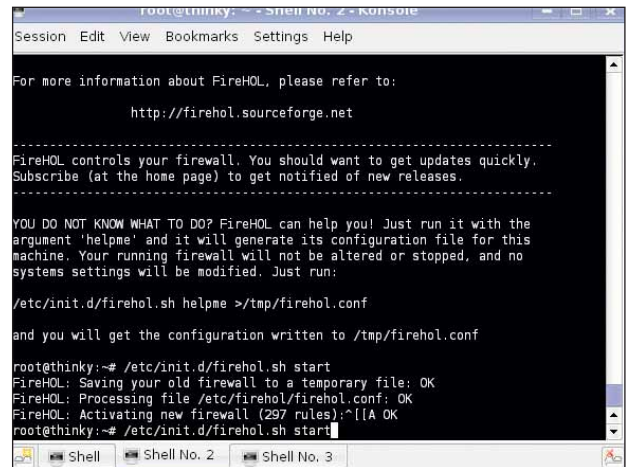 root@thinky: ~ - Shell No. 2 - Konsole
Session Edit View Bookmarks Settings Help
For more information about FireHOL, please refer to:
http://firehol.sourceforge.net
-------------------------------------------------------------------------
FireHOL controls your firewall. You should want to get updates quickly.
Subscribe (at the home page) to get notified of new releases.
-------------------------------------------------------------------------
YOU DO NOT KNOW WHAT TO DO? FireHOL can help you! Just run it with the
argument 'helpme' and it will generate its configuration file for this
machine. Your running firewall will not be altered or stopped, and no
systems settings will be modified. Just run:
/etc/init.d/firehol.sh helpme >/tmp/firehol.conf
and you will get the configuration written to /tmp/firehol.conf
root@thinky:~# /etc/init.d/firehol.sh start
FireHOL: Saving your old firewall to a temporary file: OK
FireHOL: Processing file /etc/firehol/firehol.conf: OK
FireHOL: Activating new firewall (297 rules):^[[A OK
root@thinky:~# /etc/init.d/firehol.sh start
Shell Shell No. 2 Shell No. 3